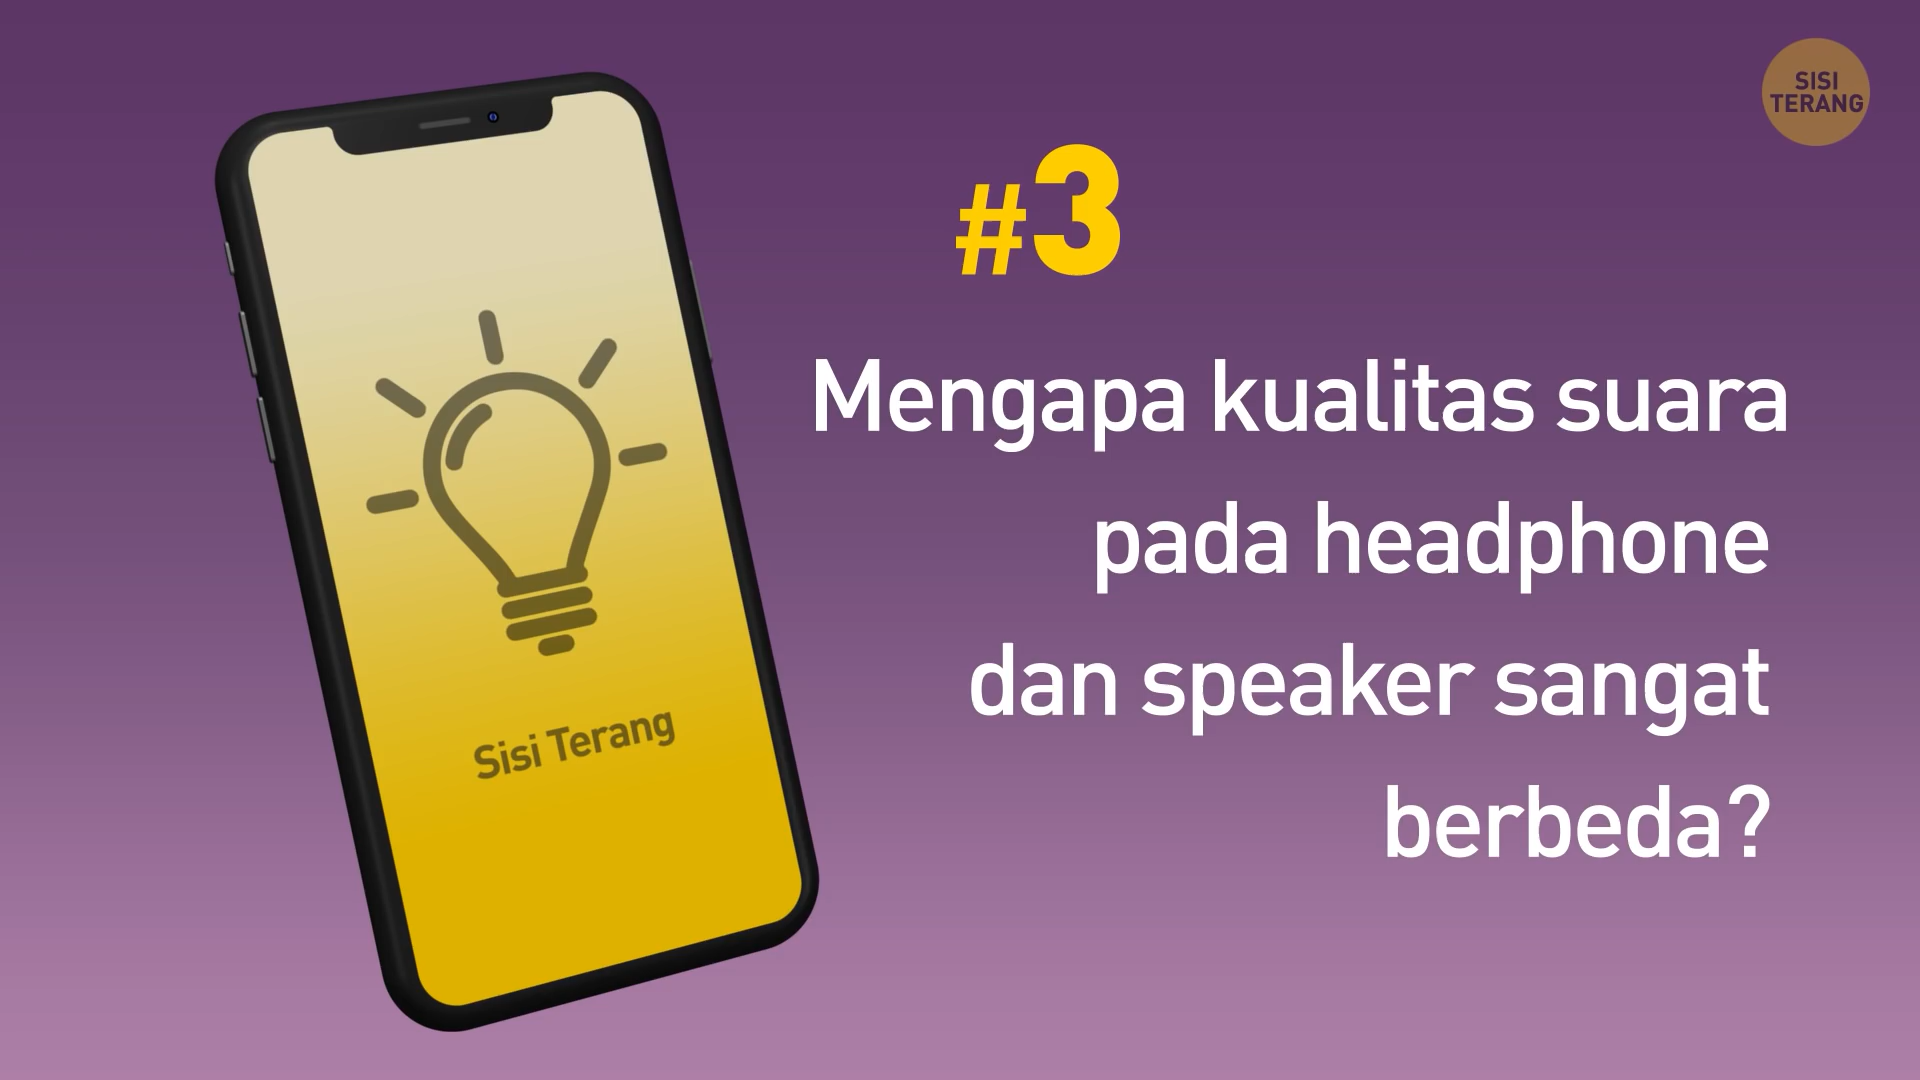 SISI
TERANG
#3
Mengapa kualitas suara
pada headphone
dan speaker sangat
berbeda?
Sisi Terang